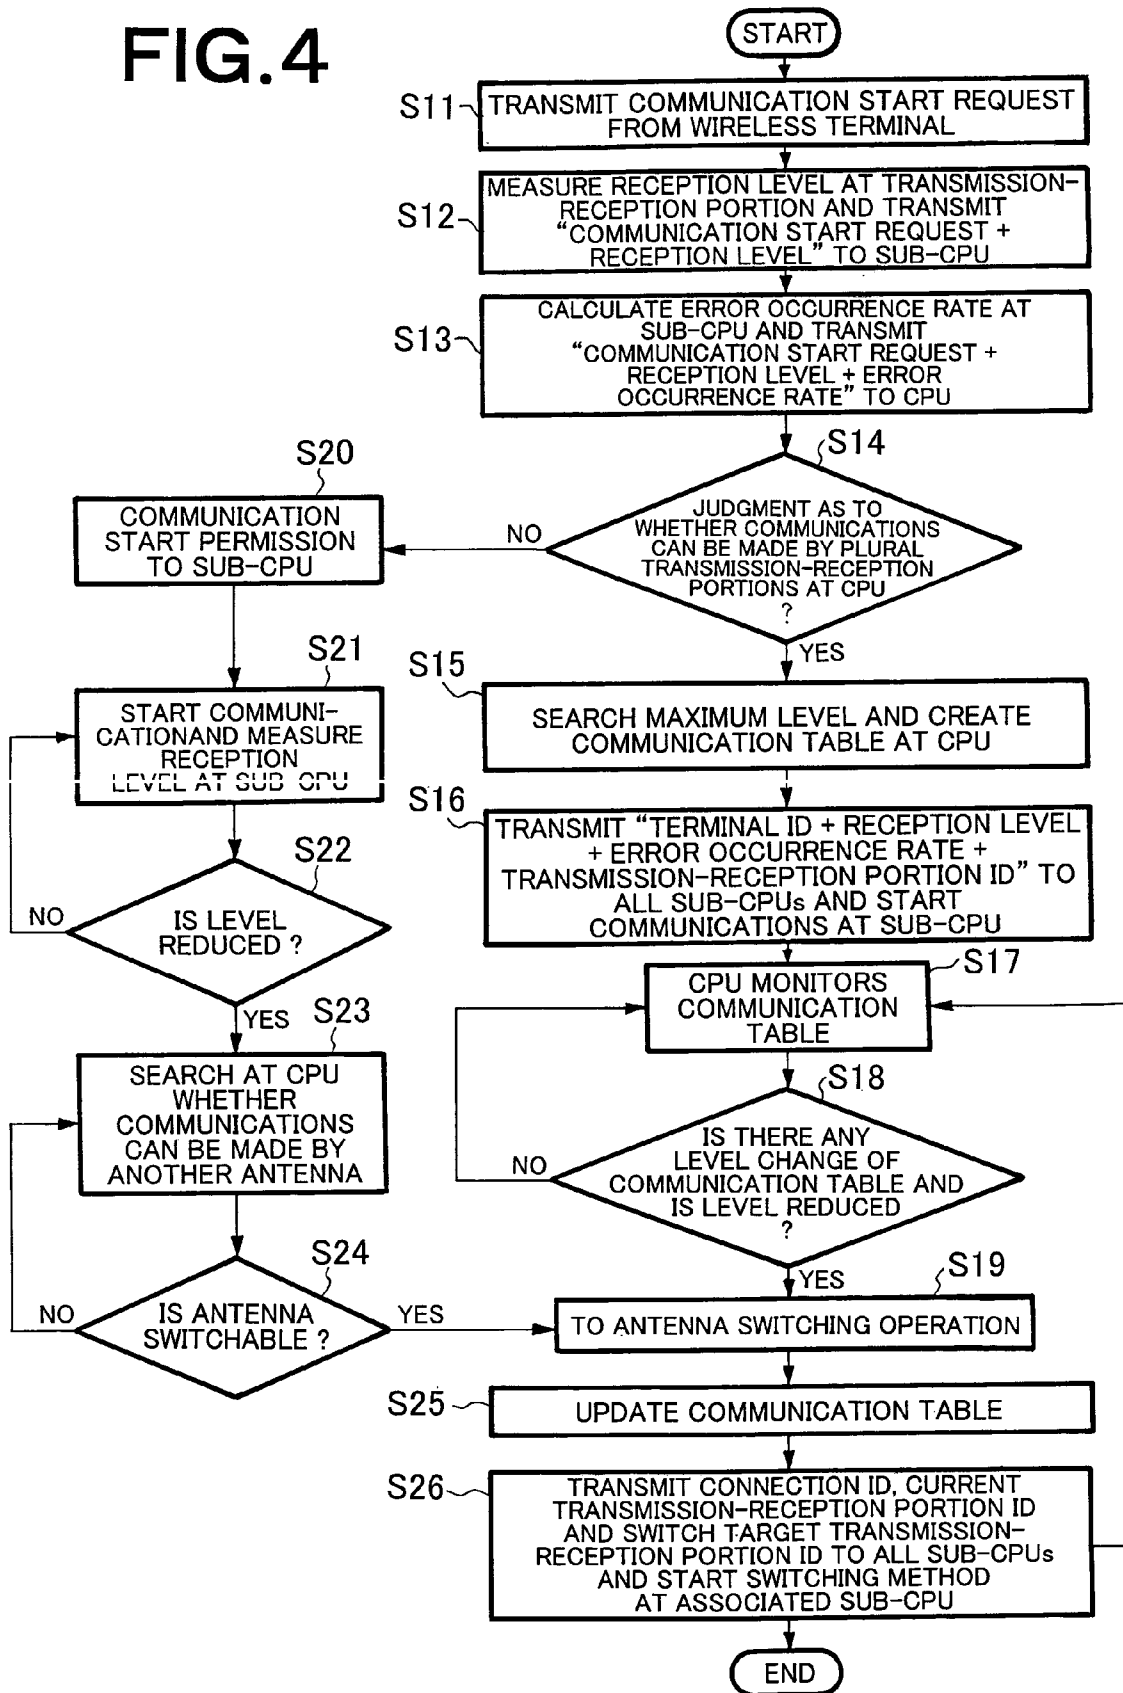 FIG.4
START
S11
TRANSMIT COMMUNICATION START REQUEST
FROM WIRELESS TERMINAL
S12
MEASURE RECEPTION LEVEL AT TRANSMISSION-
RECEPTION PORTION AND TRANSMIT
“COMMUNICATION START REQUEST +
RECEPTION LEVEL” TO SUB-CPU
S13
CALCULATE ERROR OCCURRENCE RATE AT
SUB-CPU AND TRANSMIT
“COMMUNICATION START REQUEST +
RECEPTION LEVEL + ERROR
OCCURRENCE RATE” TO CPU
S14
JUDGMENT AS TO
WHETHER COMMUNICATIONS
CAN BE MADE BY PLURAL
TRANSMISSION-RECEPTION
PORTIONS AT CPU
?
NO
YES
S20
COMMUNICATION
START PERMISSION
TO SUB-CPU
S21
START COMMUNI-
CATIONAND MEASURE
RECEPTION
LEVEL AT SUB-CPU
S22
IS LEVEL
REDUCED ?
NO
YES
S23
SEARCH AT CPU
WHETHER
COMMUNICATIONS
CAN BE MADE BY
ANOTHER ANTENNA
S24
IS ANTENNA
SWITCHABLE ?
NO
YES
S15
SEARCH MAXIMUM LEVEL AND CREATE
COMMUNICATION TABLE AT CPU
S16
TRANSMIT “TERMINAL ID + RECEPTION LEVEL
+ ERROR OCCURRENCE RATE +
TRANSMISSION-RECEPTION PORTION ID” TO
ALL SUB-CPUs AND START
COMMUNICATIONS AT SUB-CPU
S17
CPU MONITORS
COMMUNICATION
TABLE
S18
IS THERE ANY
LEVEL CHANGE OF
COMMUNICATION TABLE AND
IS LEVEL REDUCED
?
NO
YES
S19
TO ANTENNA SWITCHING OPERATION
S25
UPDATE COMMUNICATION TABLE
S26
TRANSMIT CONNECTION ID, CURRENT
TRANSMISSION-RECEPTION PORTION ID
AND SWITCH TARGET TRANSMISSION-
RECEPTION PORTION ID TO ALL SUB-CPUs
AND START SWITCHING METHOD
AT ASSOCIATED SUB-CPU
END